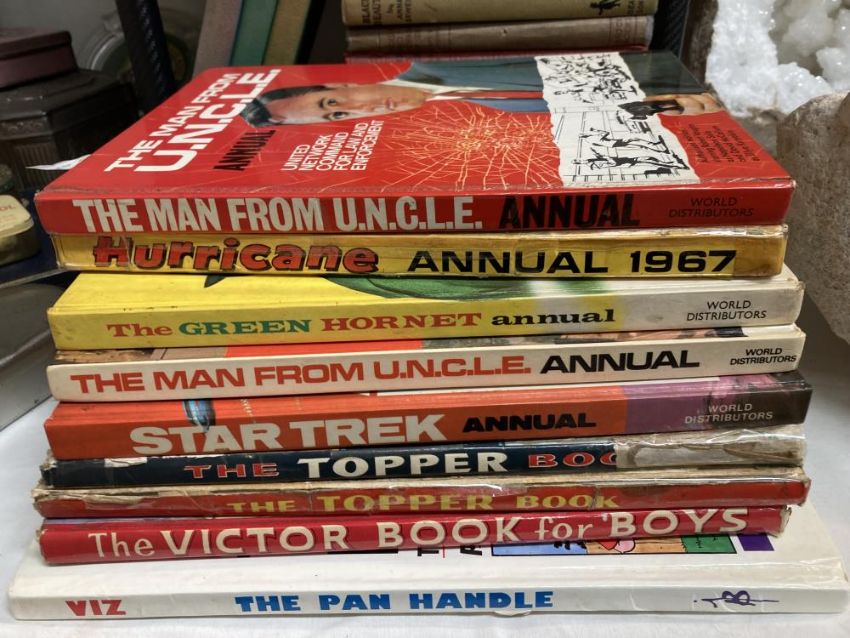 THE MAN FROM
U.N.C.L.E.
ANNUAL
UNITED
NETWORK
COMMAND
FOR LAW AND
ENFORCEMENT
THE MAN FROM U.N.C.L.E. ANNUAL WORLD DISTRIBUTORS
Hurricane ANNUAL 1967
The GREEN HORNET annual WORLD DISTRIBUTORS
THE MAN FROM U.N.C.L.E. ANNUAL WORLD DISTRIBUTORS
STAR TREK ANNUAL WORLD DISTRIBUTORS
THE TOPPER BOO
THE TOPPER BOOK
The VICTOR BOOK for BOYS
VIZ THE PAN HANDLE